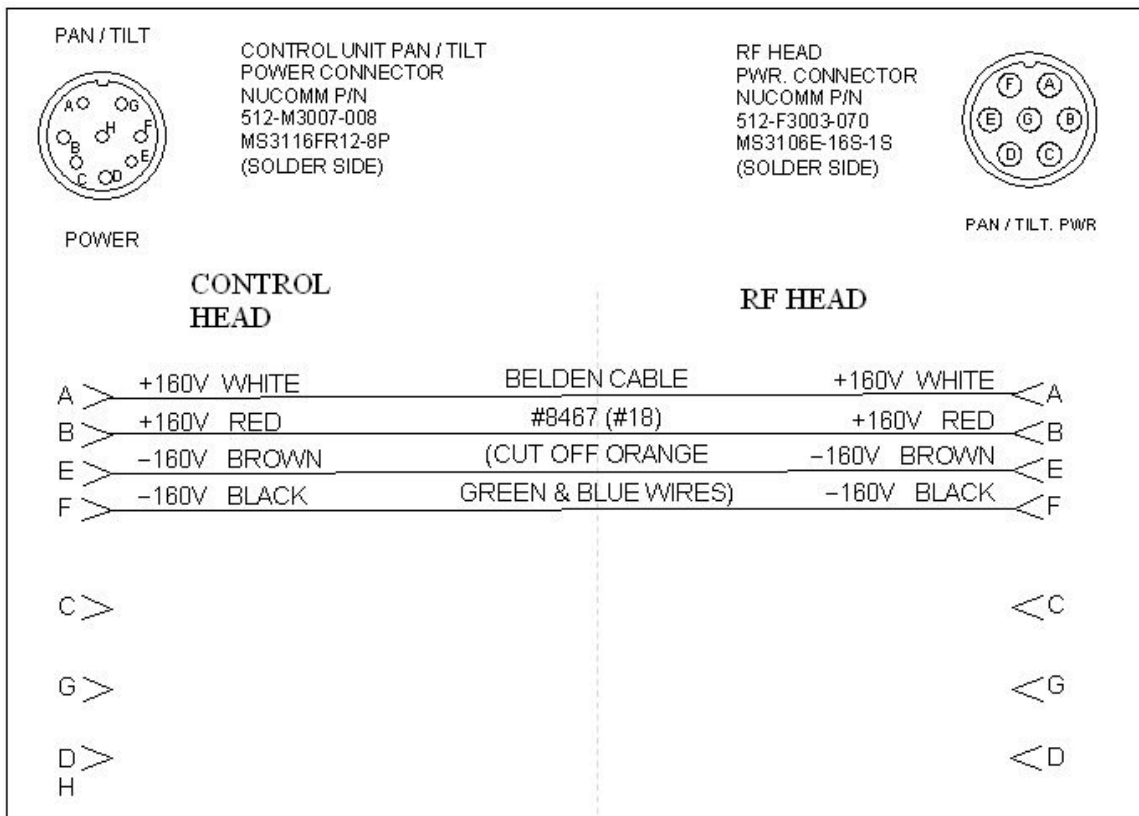 PAN / TILT
A
G
H
F
B
E
C
D
POWER
CONTROL UNIT PAN / TILT
POWER CONNECTOR
NUCOMM P/N
512-M3007-008
MS3116FR12-8P
(SOLDER SIDE)
RF HEAD
PWR. CONNECTOR
NUCOMM P/N
512-F3003-070
MS3106E-16S-1S
(SOLDER SIDE)
F A
E G B
D C
PAN / TILT. PWR
CONTROL
HEAD
RF HEAD
A +160V WHITE BELDEN CABLE +160V WHITE A
B +160V RED #8467 (#18) +160V RED B
E −160V BROWN (CUT OFF ORANGE −160V BROWN E
F −160V BLACK GREEN & BLUE WIRES) −160V BLACK F
C C
G G
D D
H